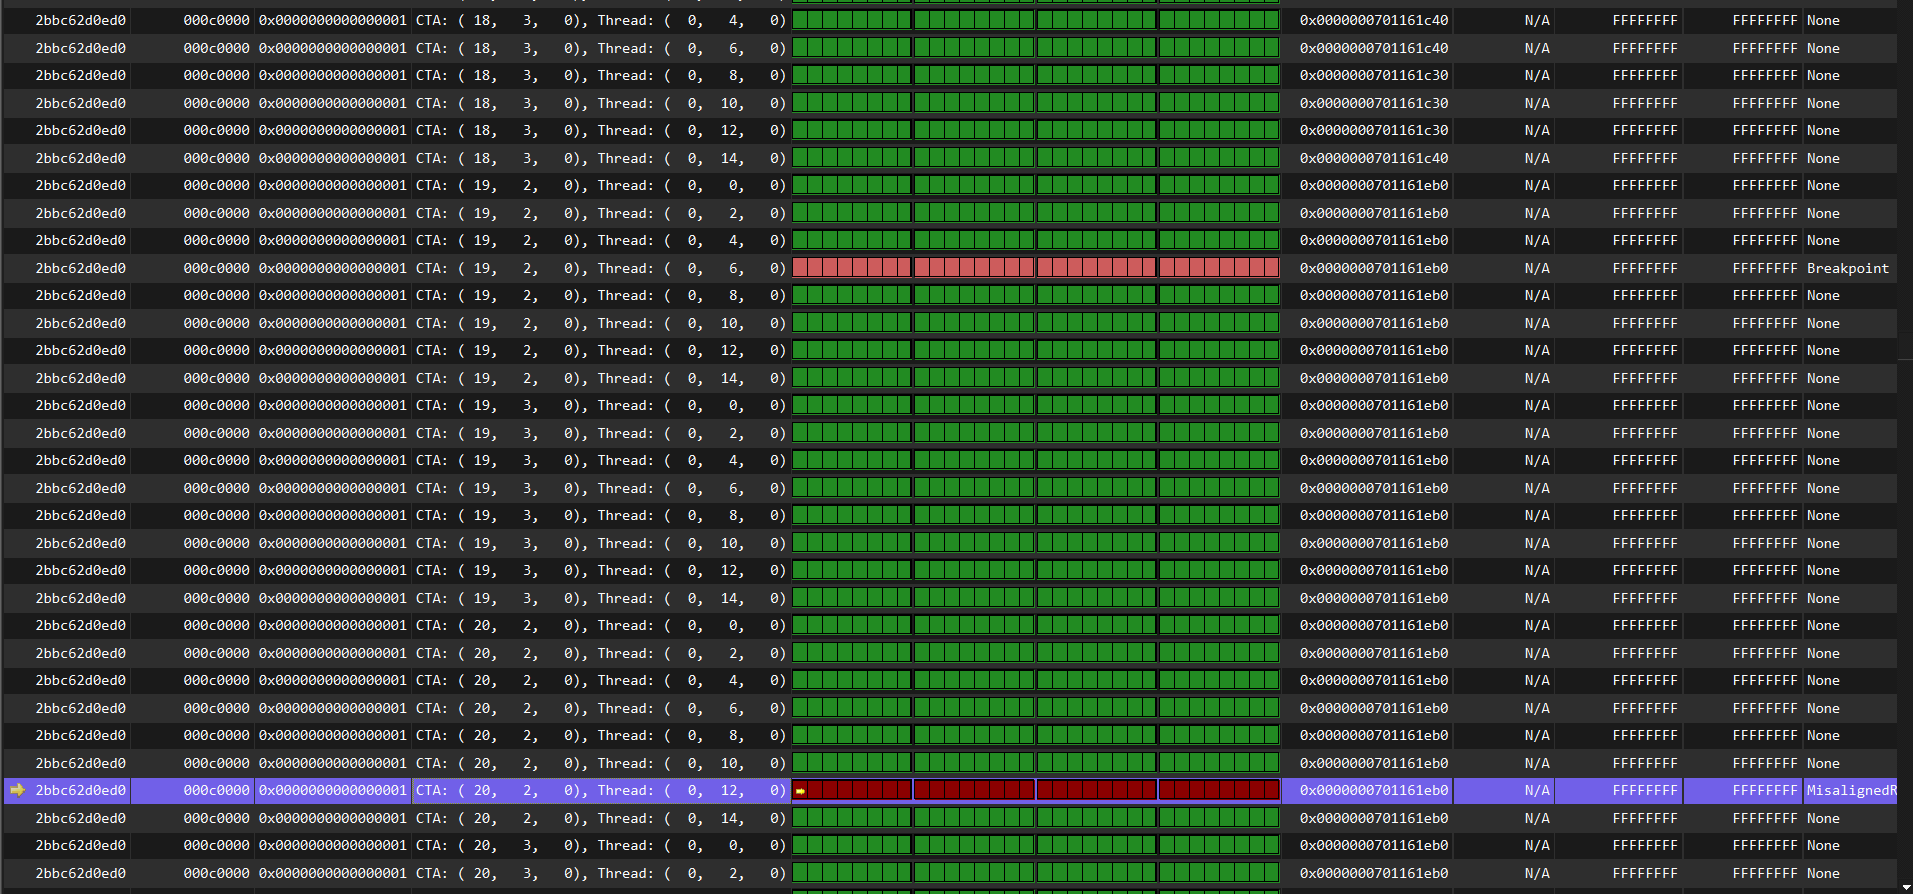 2bbc62d0ed0 000c0000 0x0000000000000001 CTA: ( 18, 3, 0), Thread: ( 0, 4, 0) 0x0000000701161c40 N/A FFFFFFFF FFFFFFFF None
2bbc62d0ed0 000c0000 0x0000000000000001 CTA: ( 18, 3, 0), Thread: ( 0, 6, 0) 0x0000000701161c40 N/A FFFFFFFF FFFFFFFF None
2bbc62d0ed0 000c0000 0x0000000000000001 CTA: ( 18, 3, 0), Thread: ( 0, 8, 0) 0x0000000701161c30 N/A FFFFFFFF FFFFFFFF None
2bbc62d0ed0 000c0000 0x0000000000000001 CTA: ( 18, 3, 0), Thread: ( 0, 10, 0) 0x0000000701161c30 N/A FFFFFFFF FFFFFFFF None
2bbc62d0ed0 000c0000 0x0000000000000001 CTA: ( 18, 3, 0), Thread: ( 0, 12, 0) 0x0000000701161c30 N/A FFFFFFFF FFFFFFFF None
2bbc62d0ed0 000c0000 0x0000000000000001 CTA: ( 18, 3, 0), Thread: ( 0, 14, 0) 0x0000000701161c40 N/A FFFFFFFF FFFFFFFF None
2bbc62d0ed0 000c0000 0x0000000000000001 CTA: ( 19, 2, 0), Thread: ( 0, 0, 0) 0x0000000701161eb0 N/A FFFFFFFF FFFFFFFF None
2bbc62d0ed0 000c0000 0x0000000000000001 CTA: ( 19, 2, 0), Thread: ( 0, 2, 0) 0x0000000701161eb0 N/A FFFFFFFF FFFFFFFF None
2bbc62d0ed0 000c0000 0x0000000000000001 CTA: ( 19, 2, 0), Thread: ( 0, 4, 0) 0x0000000701161eb0 N/A FFFFFFFF FFFFFFFF None
2bbc62d0ed0 000c0000 0x0000000000000001 CTA: ( 19, 2, 0), Thread: ( 0, 6, 0) 0x0000000701161eb0 N/A FFFFFFFF FFFFFFFF Breakpoint
2bbc62d0ed0 000c0000 0x0000000000000001 CTA: ( 19, 2, 0), Thread: ( 0, 8, 0) 0x0000000701161eb0 N/A FFFFFFFF FFFFFFFF None
2bbc62d0ed0 000c0000 0x0000000000000001 CTA: ( 19, 2, 0), Thread: ( 0, 10, 0) 0x0000000701161eb0 N/A FFFFFFFF FFFFFFFF None
2bbc62d0ed0 000c0000 0x0000000000000001 CTA: ( 19, 2, 0), Thread: ( 0, 12, 0) 0x0000000701161eb0 N/A FFFFFFFF FFFFFFFF None
2bbc62d0ed0 000c0000 0x0000000000000001 CTA: ( 19, 2, 0), Thread: ( 0, 14, 0) 0x0000000701161eb0 N/A FFFFFFFF FFFFFFFF None
2bbc62d0ed0 000c0000 0x0000000000000001 CTA: ( 19, 3, 0), Thread: ( 0, 0, 0) 0x0000000701161eb0 N/A FFFFFFFF FFFFFFFF None
2bbc62d0ed0 000c0000 0x0000000000000001 CTA: ( 19, 3, 0), Thread: ( 0, 2, 0) 0x0000000701161eb0 N/A FFFFFFFF FFFFFFFF None
2bbc62d0ed0 000c0000 0x0000000000000001 CTA: ( 19, 3, 0), Thread: ( 0, 4, 0) 0x0000000701161eb0 N/A FFFFFFFF FFFFFFFF None
2bbc62d0ed0 000c0000 0x0000000000000001 CTA: ( 19, 3, 0), Thread: ( 0, 6, 0) 0x0000000701161eb0 N/A FFFFFFFF FFFFFFFF None
2bbc62d0ed0 000c0000 0x0000000000000001 CTA: ( 19, 3, 0), Thread: ( 0, 8, 0) 0x0000000701161eb0 N/A FFFFFFFF FFFFFFFF None
2bbc62d0ed0 000c0000 0x0000000000000001 CTA: ( 19, 3, 0), Thread: ( 0, 10, 0) 0x0000000701161eb0 N/A FFFFFFFF FFFFFFFF None
2bbc62d0ed0 000c0000 0x0000000000000001 CTA: ( 19, 3, 0), Thread: ( 0, 12, 0) 0x0000000701161eb0 N/A FFFFFFFF FFFFFFFF None
2bbc62d0ed0 000c0000 0x0000000000000001 CTA: ( 19, 3, 0), Thread: ( 0, 14, 0) 0x0000000701161eb0 N/A FFFFFFFF FFFFFFFF None
2bbc62d0ed0 000c0000 0x0000000000000001 CTA: ( 20, 2, 0), Thread: ( 0, 0, 0) 0x0000000701161eb0 N/A FFFFFFFF FFFFFFFF None
2bbc62d0ed0 000c0000 0x0000000000000001 CTA: ( 20, 2, 0), Thread: ( 0, 2, 0) 0x0000000701161eb0 N/A FFFFFFFF FFFFFFFF None
2bbc62d0ed0 000c0000 0x0000000000000001 CTA: ( 20, 2, 0), Thread: ( 0, 4, 0) 0x0000000701161eb0 N/A FFFFFFFF FFFFFFFF None
2bbc62d0ed0 000c0000 0x0000000000000001 CTA: ( 20, 2, 0), Thread: ( 0, 6, 0) 0x0000000701161eb0 N/A FFFFFFFF FFFFFFFF None
2bbc62d0ed0 000c0000 0x0000000000000001 CTA: ( 20, 2, 0), Thread: ( 0, 8, 0) 0x0000000701161eb0 N/A FFFFFFFF FFFFFFFF None
2bbc62d0ed0 000c0000 0x0000000000000001 CTA: ( 20, 2, 0), Thread: ( 0, 10, 0) 0x0000000701161eb0 N/A FFFFFFFF FFFFFFFF None
2bbc62d0ed0 000c0000 0x0000000000000001 CTA: ( 20, 2, 0), Thread: ( 0, 12, 0) 0x0000000701161eb0 N/A FFFFFFFF FFFFFFFF MisalignedR
2bbc62d0ed0 000c0000 0x0000000000000001 CTA: ( 20, 2, 0), Thread: ( 0, 14, 0) 0x0000000701161eb0 N/A FFFFFFFF FFFFFFFF None
2bbc62d0ed0 000c0000 0x0000000000000001 CTA: ( 20, 3, 0), Thread: ( 0, 0, 0) 0x0000000701161eb0 N/A FFFFFFFF FFFFFFFF None
2bbc62d0ed0 000c0000 0x0000000000000001 CTA: ( 20, 3, 0), Thread: ( 0, 2, 0) 0x0000000701161eb0 N/A FFFFFFFF FFFFFFFF None